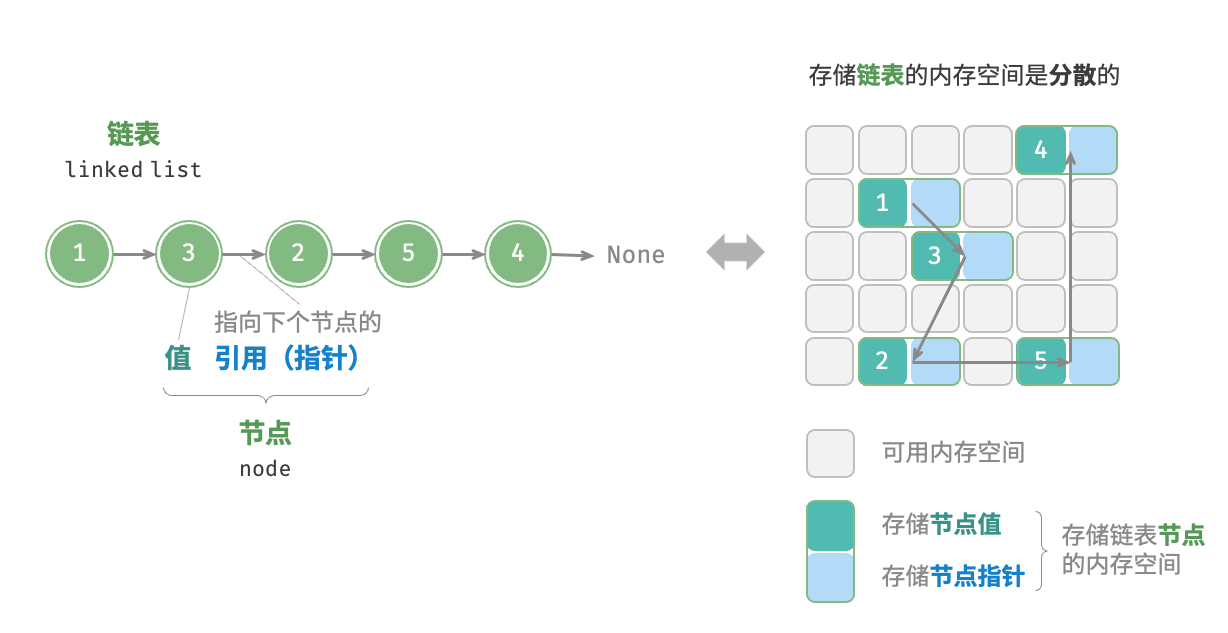 链表
linked list
1
3
2
5
4
None
指向下个节点的
值
引用（指针）
节点
node
存储链表的内存空间是分散的
4
1
3
2
5
可用内存空间
存储节点值
存储节点指针
存储链表节点
的内存空间